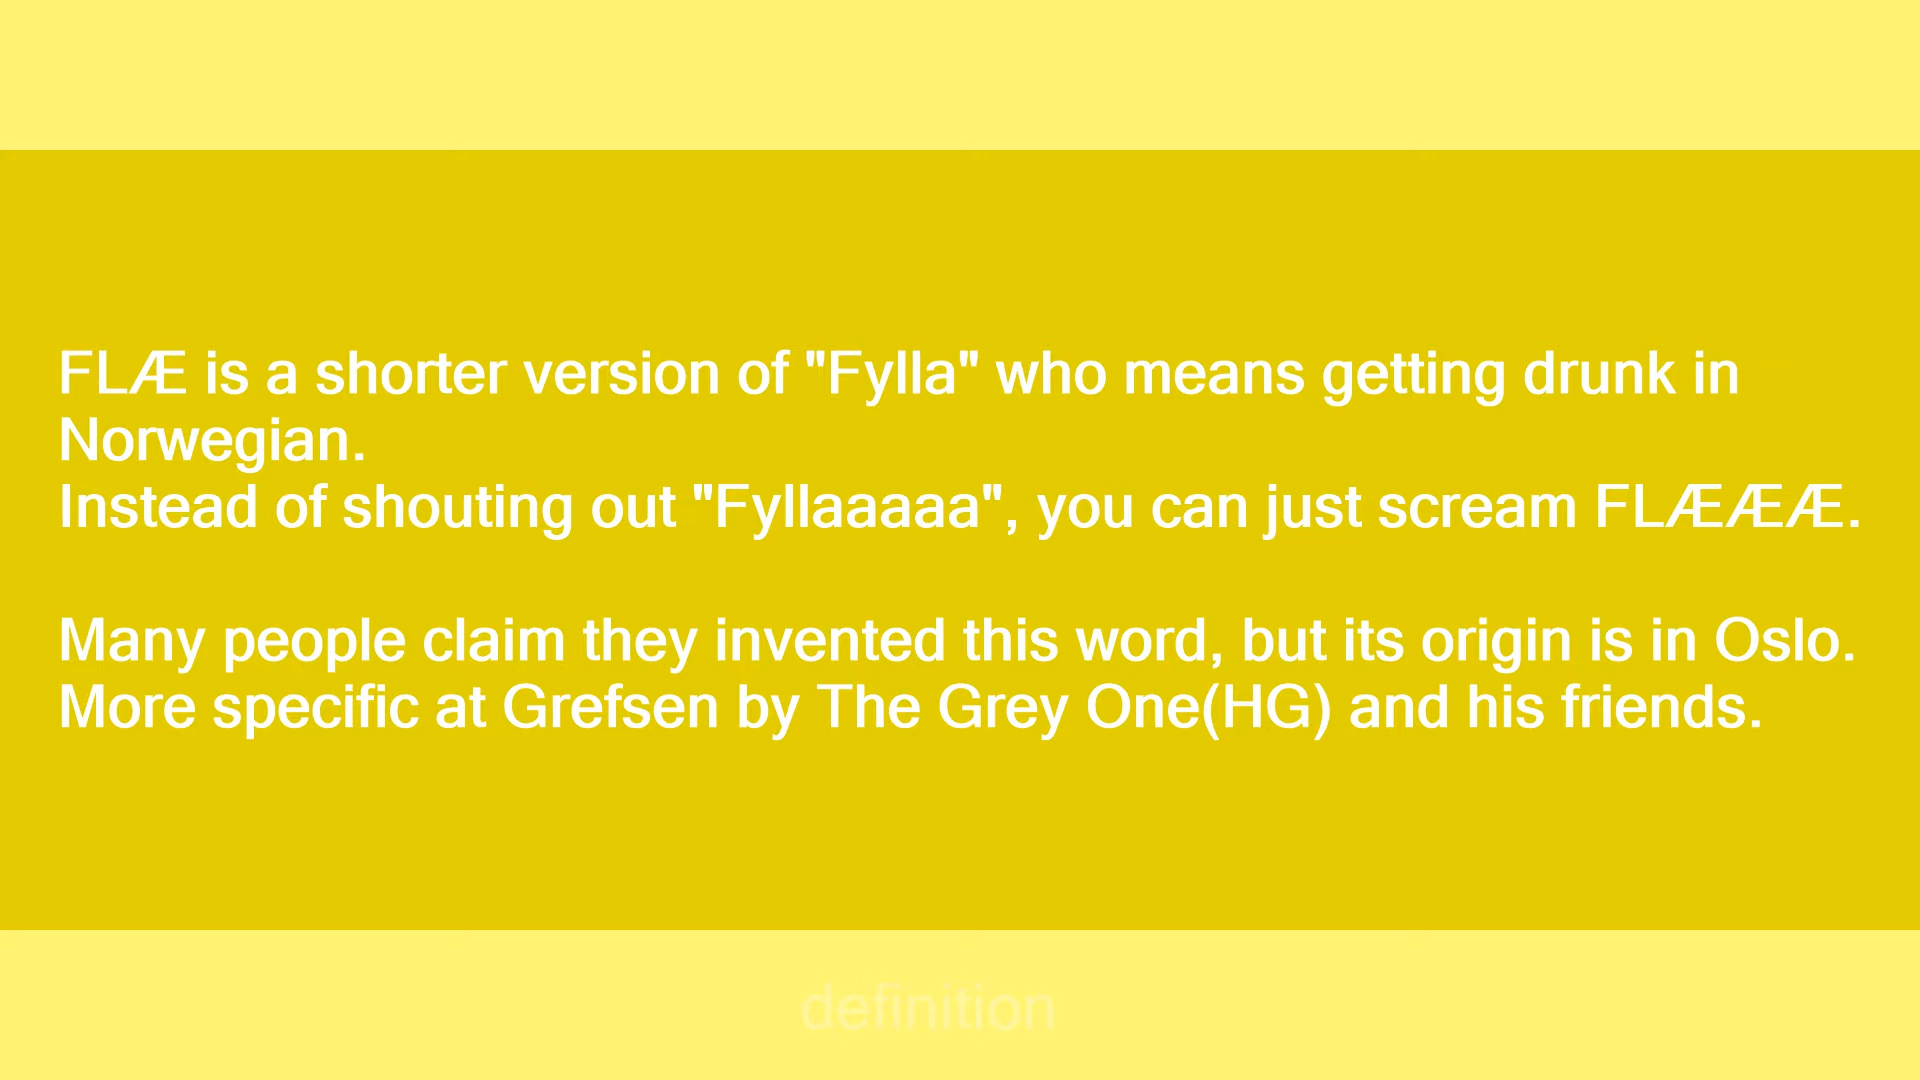 FLÆ is a shorter version of "Fylla" who means getting drunk in
Norwegian.
Instead of shouting out "Fyllaaaaa", you can just scream FLÆÆÆ.
Many people claim they invented this word, but its origin is in Oslo.
More specific at Grefsen by The Grey One(HG) and his friends.
definition